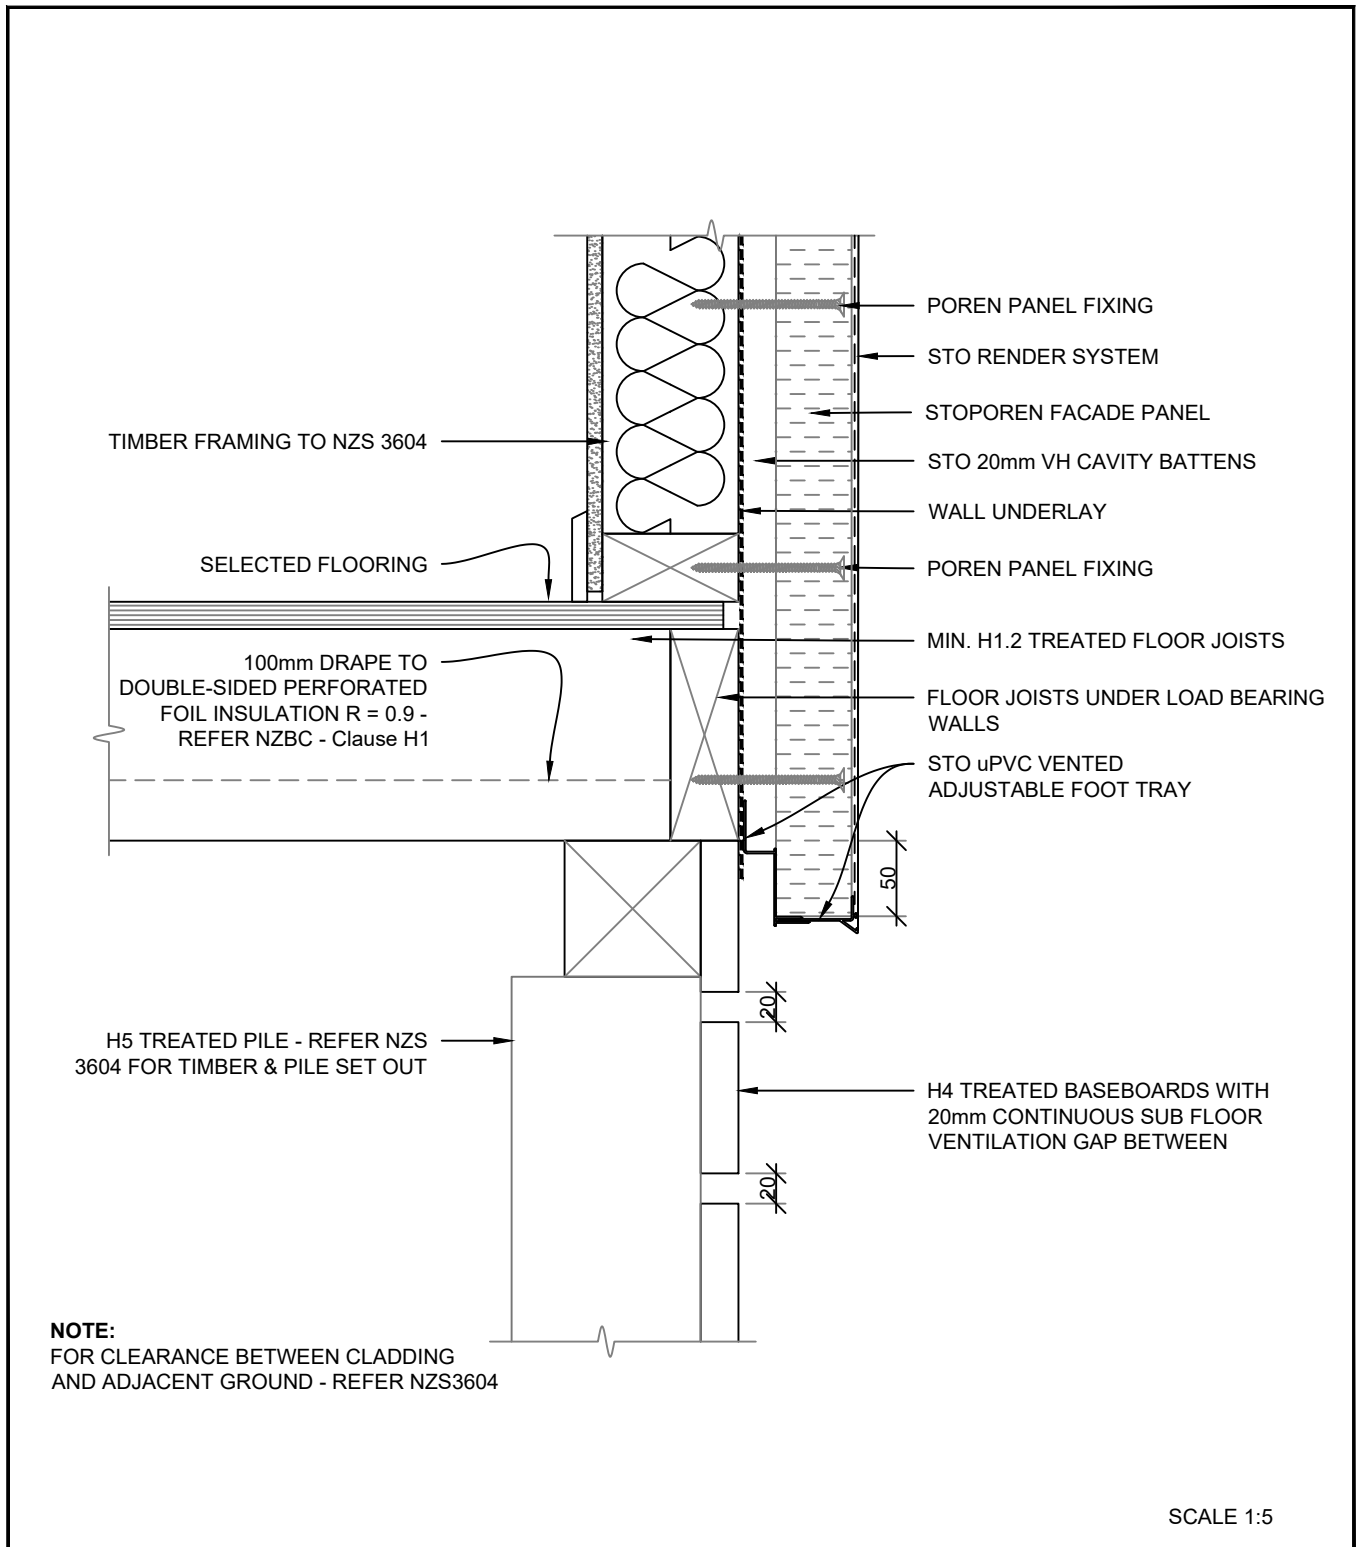 POREN PANEL FIXING
STO RENDER SYSTEM
STOPOREN FACADE PANEL
TIMBER FRAMING TO NZS 3604
STO 20mm VH CAVITY BATTENS
WALL UNDERLAY
SELECTED FLOORING
POREN PANEL FIXING
MIN. H1.2 TREATED FLOOR JOISTS
100mm DRAPE TO
DOUBLE-SIDED PERFORATED
FOIL INSULATION R = 0.9 -
REFER NZBC - Clause H1
FLOOR JOISTS UNDER LOAD BEARING
WALLS
STO uPVC VENTED
ADJUSTABLE FOOT TRAY
50
20
H5 TREATED PILE - REFER NZS
3604 FOR TIMBER & PILE SET OUT
H4 TREATED BASEBOARDS WITH
20mm CONTINUOUS SUB FLOOR
VENTILATION GAP BETWEEN
20
NOTE:
FOR CLEARANCE BETWEEN CLADDING
AND ADJACENT GROUND - REFER NZS3604
SCALE 1:5